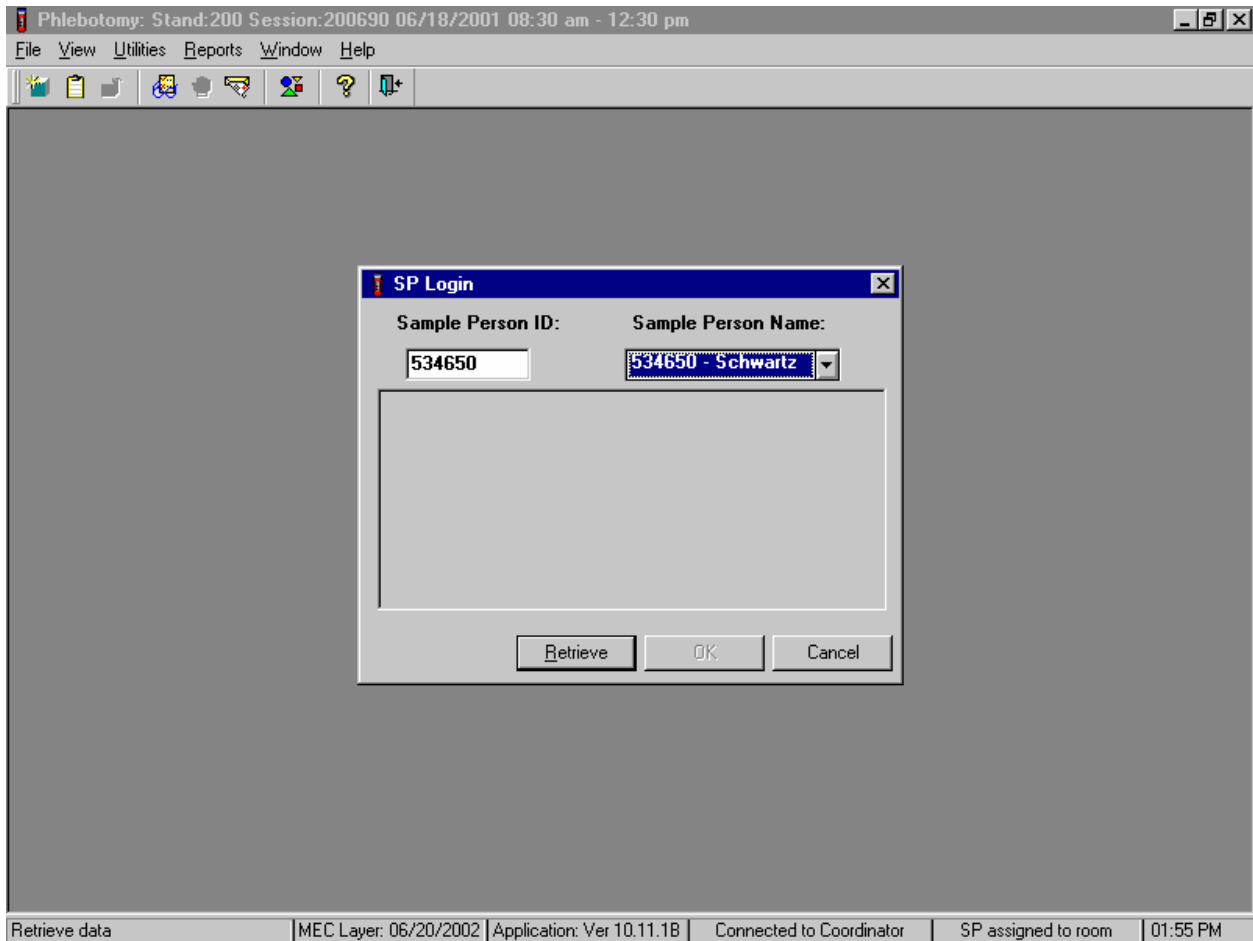 Phlebotomy: Stand:200 Session:200690 06/18/2001 08:30 am - 12:30 pm
File View Utilities Reports Window Help
SP Login
Sample Person ID: Sample Person Name:
534650 534650 - Schwartz
Retrieve OK Cancel
Retrieve data MEC Layer: 06/20/2002 Application: Ver 10.11.1B Connected to Coordinator SP assigned to room 01:55 PM